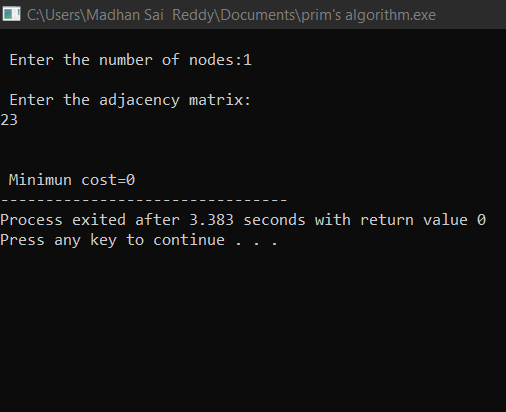 C:\Users\Madhan Sai  Reddy\Documents\prim's algorithm.exe
Enter the number of nodes:1
Enter the adjacency matrix:
23
Minimun cost=0
--------------------------------
Process exited after 3.383 seconds with return value 0
Press any key to continue . . .